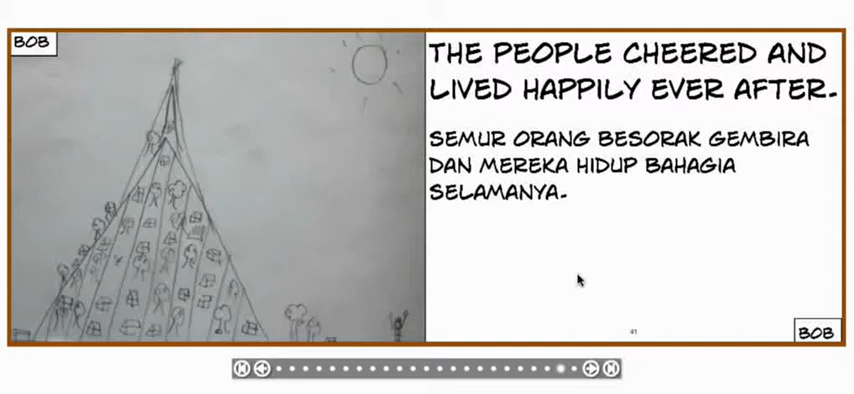 BOB
THE PEOPLE CHEERED AND
LIVED HAPPILY EVER AFTER.
SEMUR ORANG BESORAK GEMBIRA
DAN MEREKA HIDUP BAHAGIA
SELAMANYA.
41
BOB